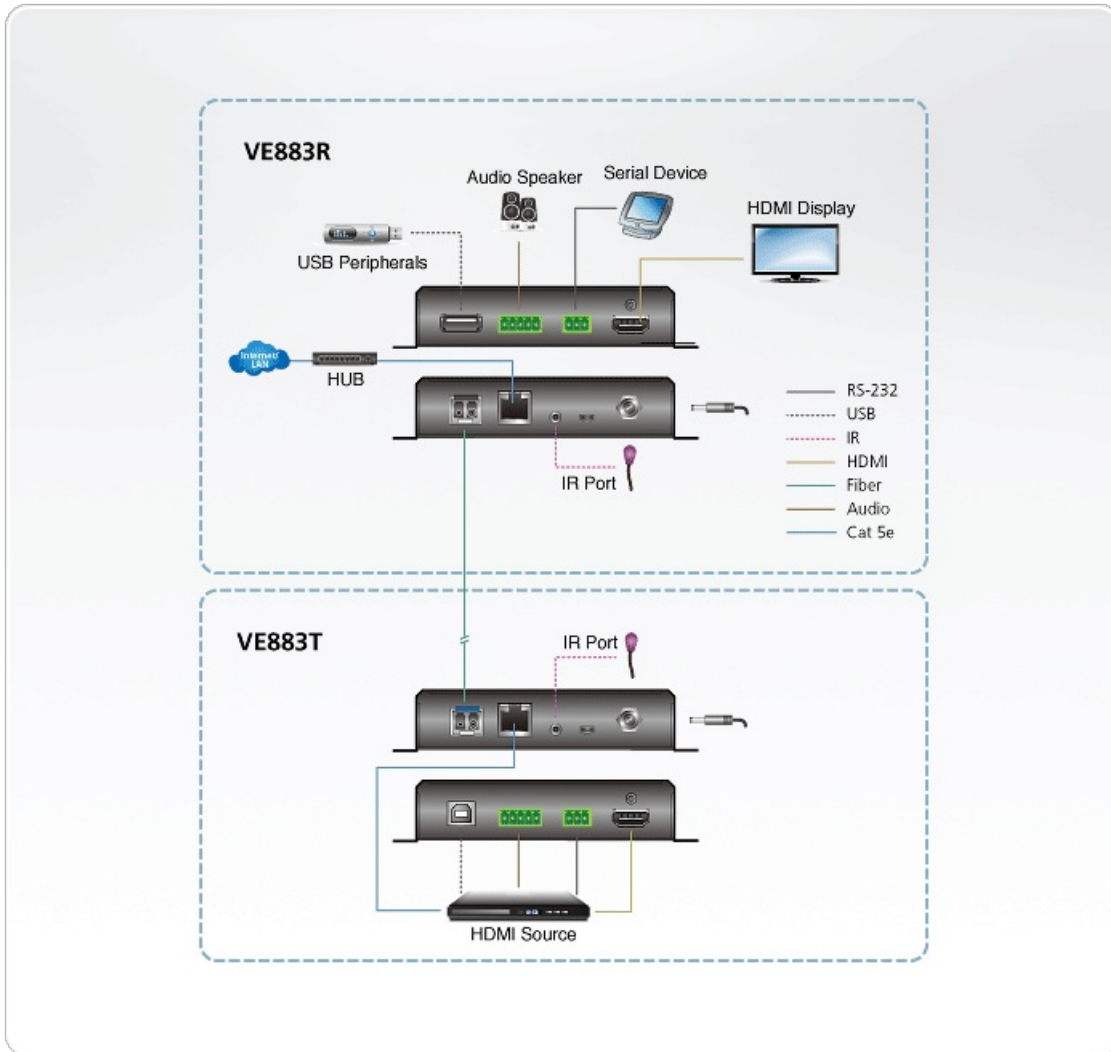 VE883R
Audio Speaker
Serial Device
HDMI Display
USB Peripherals
Internet/
LAN
HUB
IR Port
RS-232
USB
IR
HDMI
Fiber
Audio
Cat 5e
VE883T
IR Port
HDMI Source